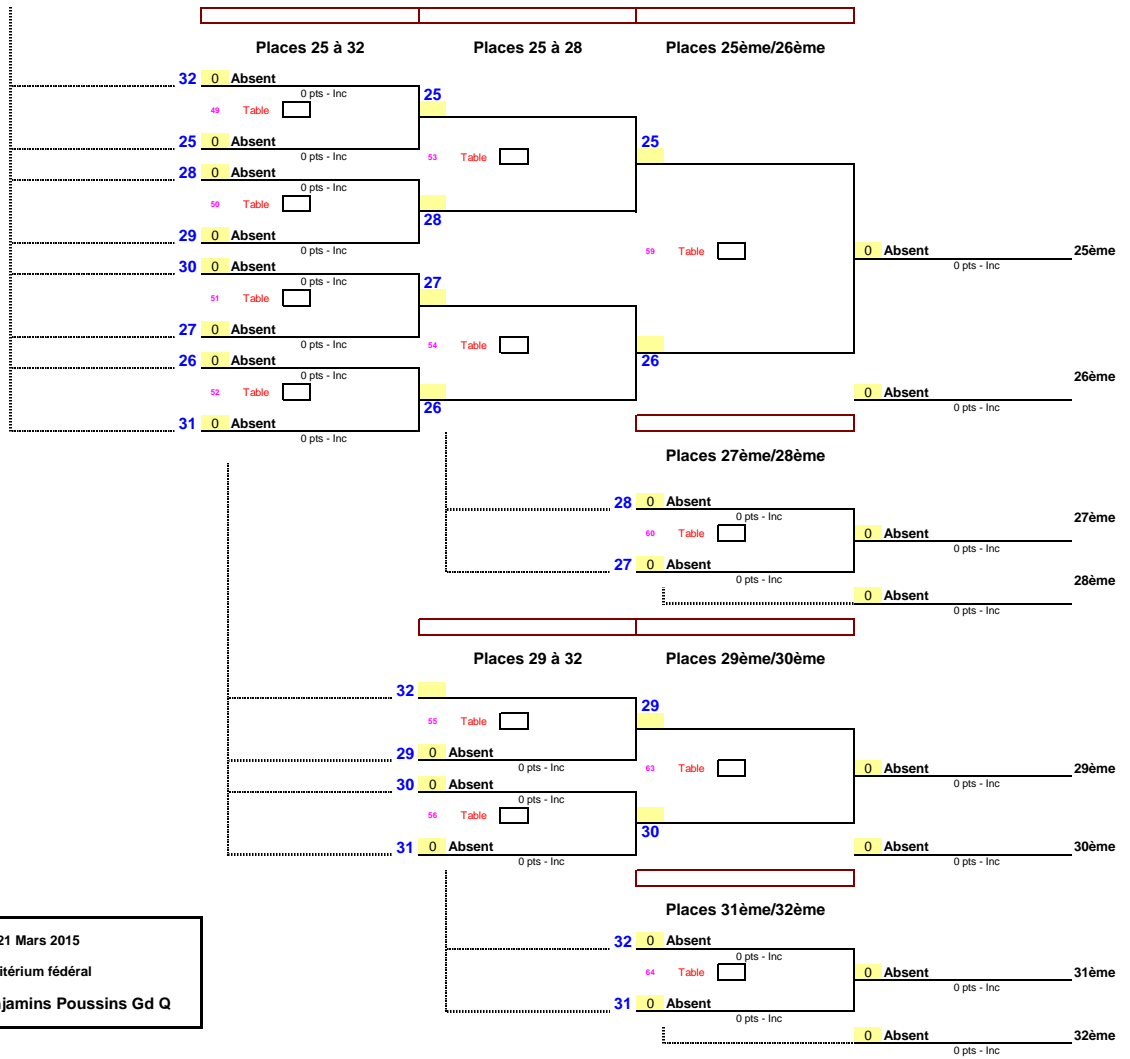 Places 25 à 32 Places 25 à 28 Places 25ème/26ème
32 0 Absent
0 pts - Inc
25
49 Table
25 0 Absent
0 pts - Inc
25
53 Table
28 0 Absent
0 pts - Inc
50 Table
28
29 0 Absent
0 pts - Inc
59 Table
0 Absent 25ème
0 pts - Inc
30 0 Absent
0 pts - Inc
27
51 Table
27 0 Absent
0 pts - Inc
54 Table
26 0 Absent
0 pts - Inc
26
26ème
52 Table
0 Absent
0 pts - Inc
26
31 0 Absent
0 pts - Inc
Places 27ème/28ème
28 0 Absent
0 pts - Inc
27ème
60 Table
0 Absent
0 pts - Inc
27 0 Absent
0 pts - Inc
28ème
0 Absent
0 pts - Inc
Places 29 à 32 Places 29ème/30ème
32
29
55 Table
29 0 Absent
0 pts - Inc
63 Table
0 Absent 29ème
0 pts - Inc
30 0 Absent
0 pts - Inc
56 Table
30
31 0 Absent
0 pts - Inc
0 Absent 30ème
0 pts - Inc
Places 31ème/32ème
32 0 Absent
0 pts - Inc
64 Table
0 Absent 31ème
0 pts - Inc
31 0 Absent
0 pts - Inc
0 Absent 32ème
0 pts - Inc
21 Mars 2015
itérium fédéral
jamins Poussins Gd Q